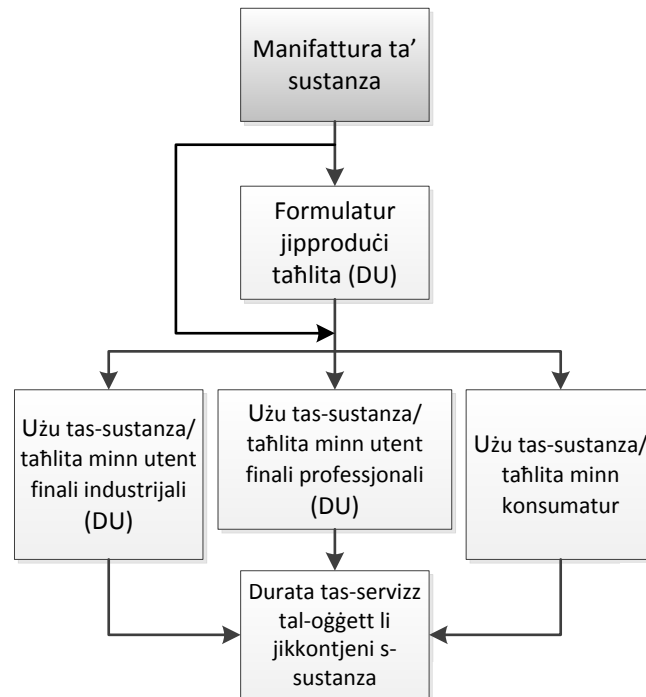 Manifattura ta'
sustanza
Formulatur
jipproduċi
taħlita (DU)
Użu tas-sustanza/
taħlita minn utent
finali industrijali
(DU)
Użu tas-sustanza/
taħlita minn utent
finali professjonali
(DU)
Użu tas-sustanza/
taħlita minn
konsumatur
Durata tas-servizz
tal-oġġett li
jikkontjeni s-
sustanza